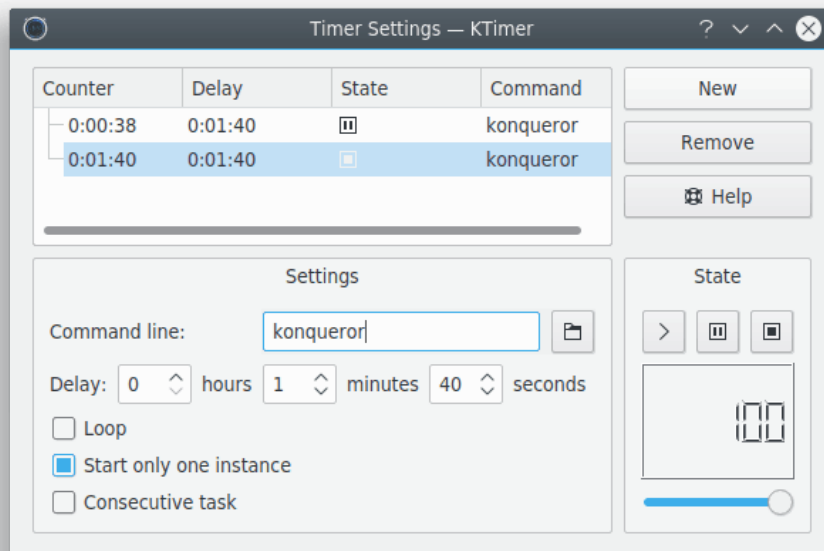 Timer Settings — KTimer
Counter Delay State Command
0:00:38 0:01:40 konqueror
0:01:40 0:01:40 konqueror
New
Remove
Help
Settings
Command line: konqueror
Delay: 0 hours 1 minutes 40 seconds
Loop
Start only one instance
Consecutive task
State
100